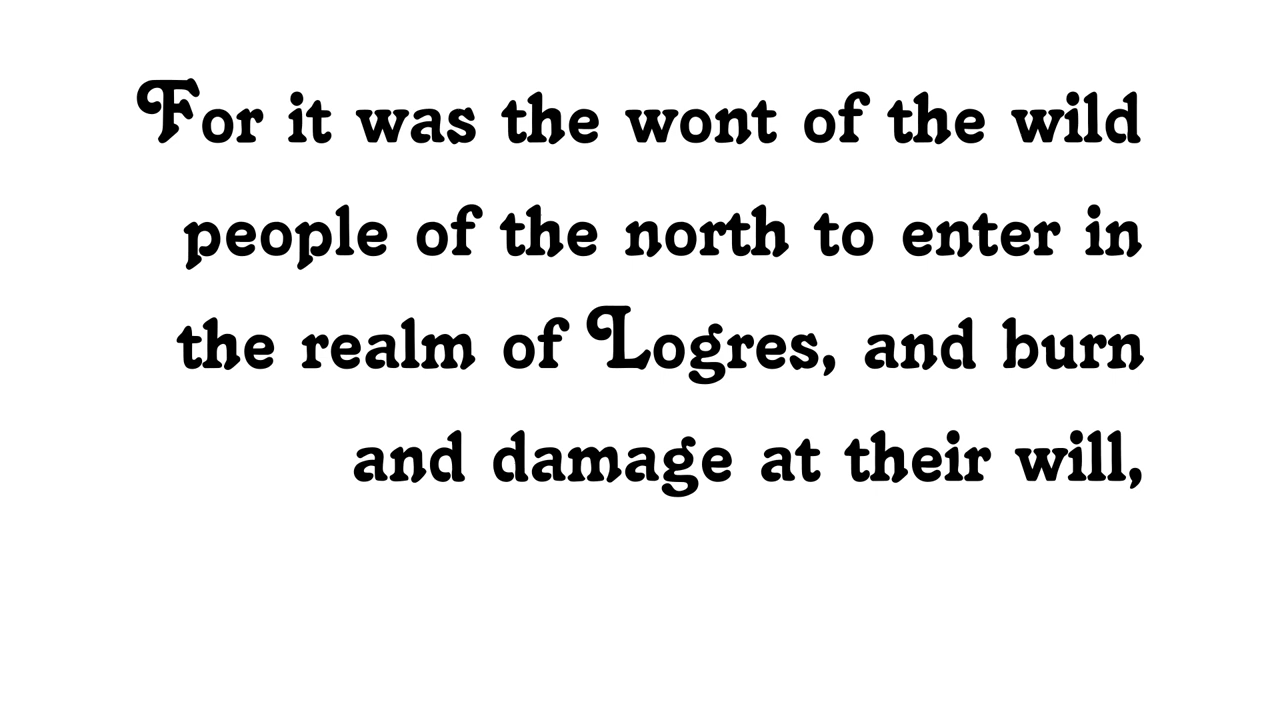 For it was the wont of the wild
people of the north to enter in
the realm of Logres, and burn
and damage at their will,